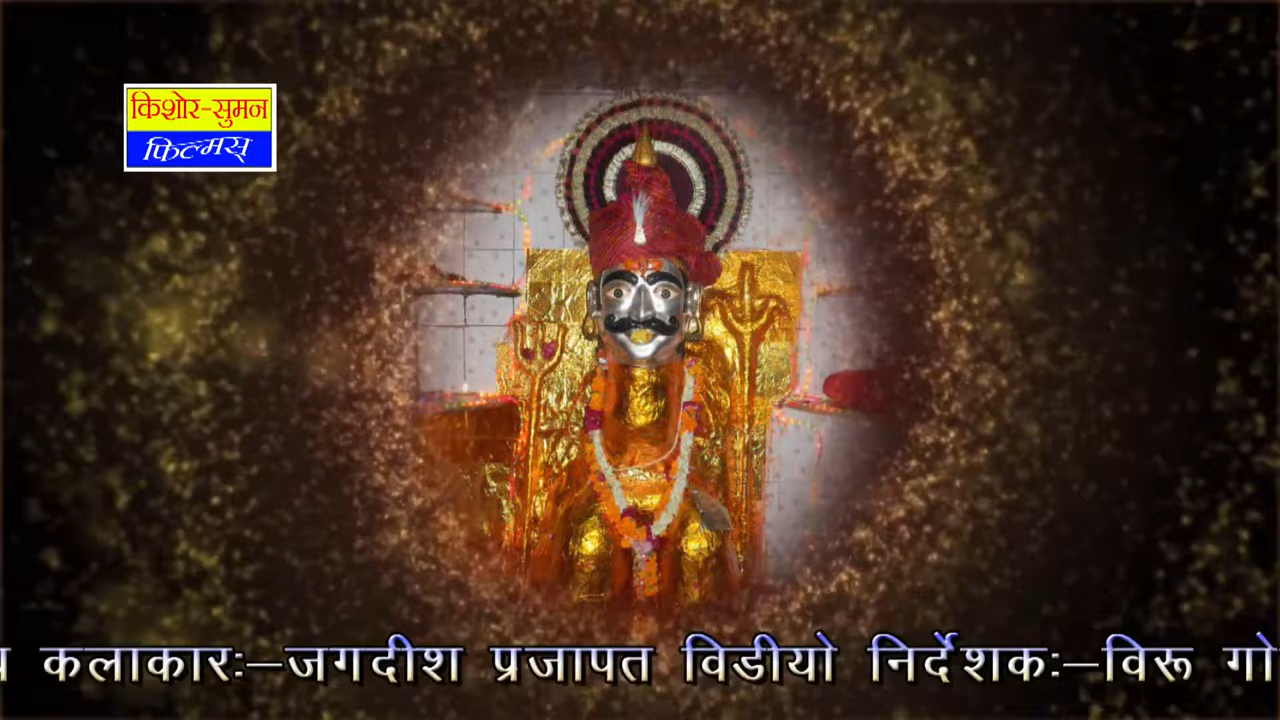 किशोर-सुमन
फिल्मस्
कलाकारः–जगदीश प्रजापत विडीयो निर्देशकः–विरू